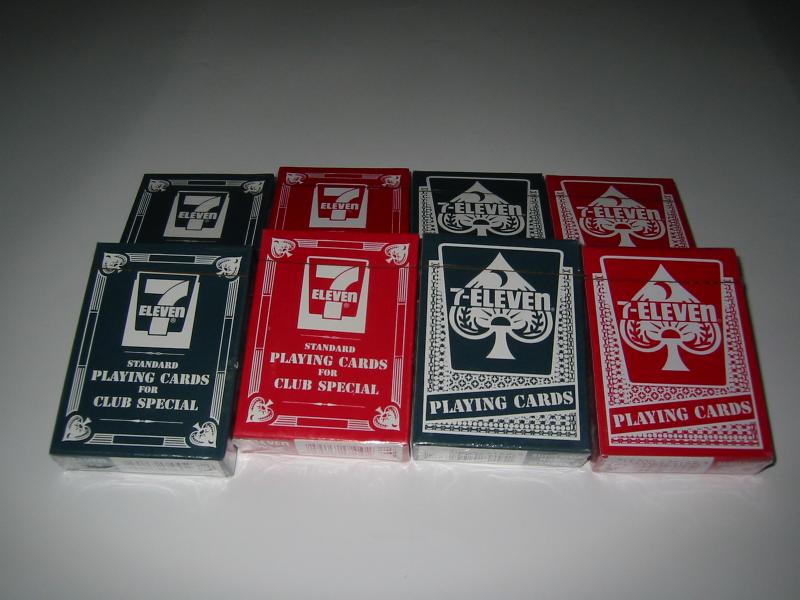 7
ELEVEN
7
ELEVEN
7-ELEVEN
7-ELEVEN
7
ELEVEN
STANDARD
PLAYING CARDS
FOR
CLUB SPECIAL
7
ELEVEN
STANDARD
PLAYING CARDS
FOR
CLUB SPECIAL
7-ELEVEN
PLAYING CARDS
7-ELEVEN
PLAYING CARDS